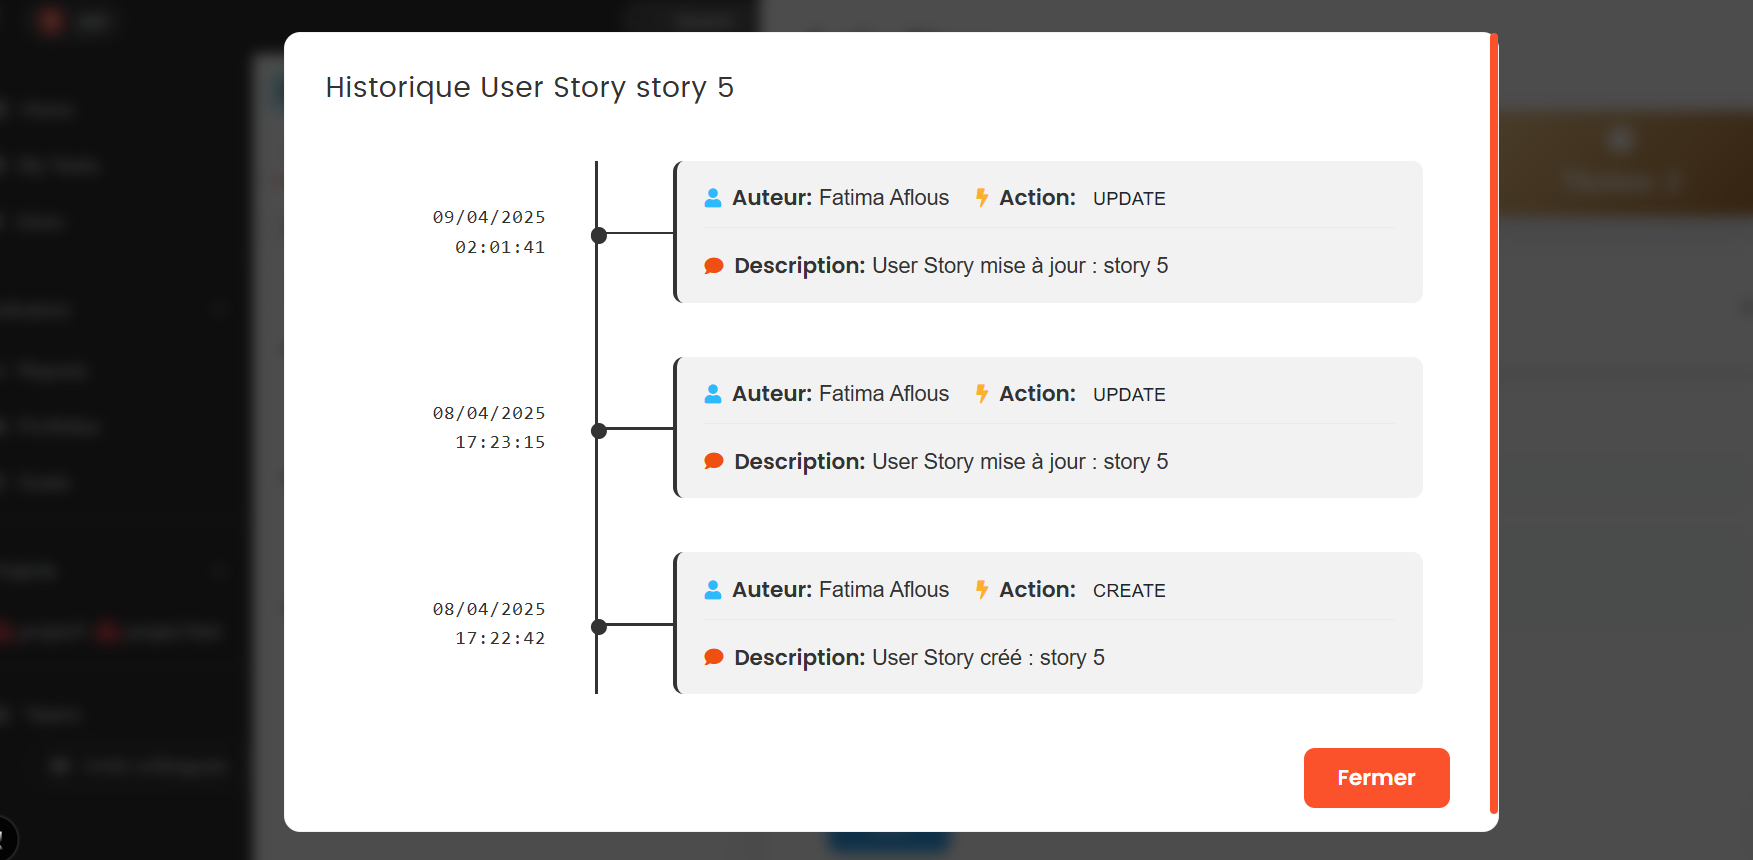 Historique User Story story 5
09/04/2025
02:01:41
Auteur: Fatima Aflous Action: UPDATE
Description: User Story mise à jour : story 5
08/04/2025
17:23:15
Auteur: Fatima Aflous Action: UPDATE
Description: User Story mise à jour : story 5
08/04/2025
17:22:42
Auteur: Fatima Aflous Action: CREATE
Description: User Story créé : story 5
Fermer